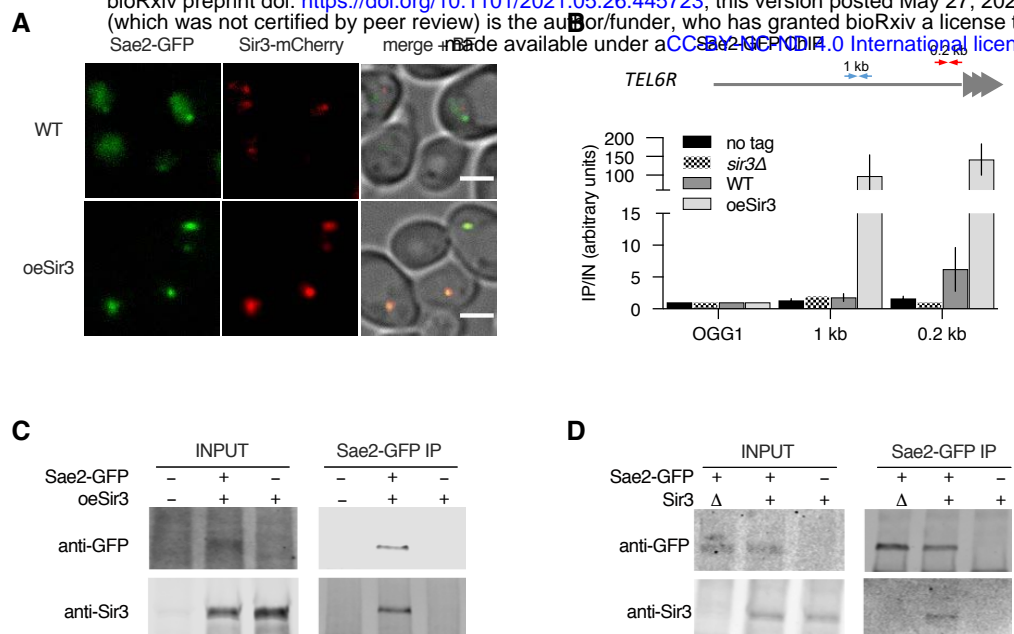 bioRxiv preprint doi: https://doi.org/10.1101/2021.05.26.445723; this version posted May 27, 202
(which was not certified by peer review) is the author/funder, who has granted bioRxiv a license t
made available under aCC-BY-NC-ND 4.0 International licen
A
Sae2-GFP Sir3-mCherry merge + BF
WT
oeSir3
B
Sae2-GFP ChIP
1 kb 0.2 kb
TEL6R
IP/IN (arbitrary units)
200
150
100
15
10
5
0
no tag
sir3Δ
WT
oeSir3
OGG1 1 kb 0.2 kb
C
INPUT Sae2-GFP IP
Sae2-GFP – + – – + –
oeSir3 – + + – + +
anti-GFP
anti-Sir3
D
INPUT Sae2-GFP IP
Sae2-GFP + + – + + –
Sir3 Δ + + Δ + +
anti-GFP
anti-Sir3